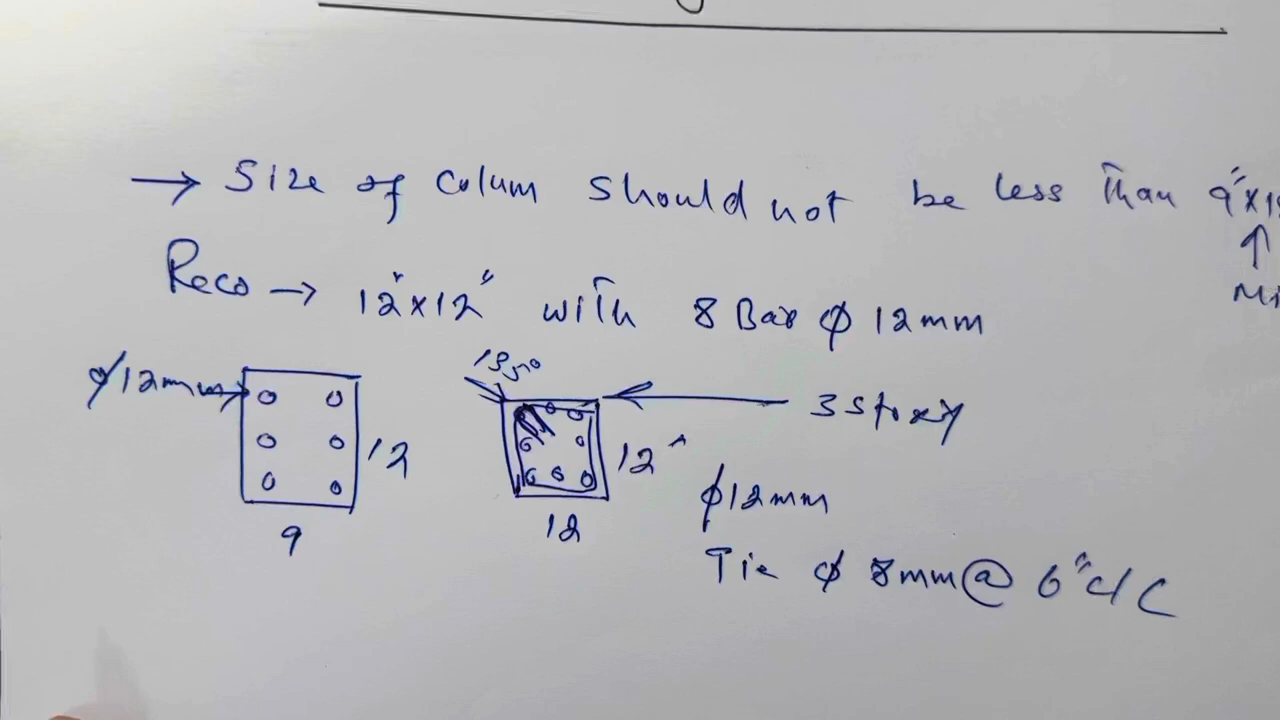 → Size of Colum Should not be less Than 9"x1
Reco → 12"x12" with 8 Bar ϕ 12mm
ϕ12mm
135°
3 Story
12
12"
9
12
ϕ12mm
Tie ϕ 8mm@ 6"c/c